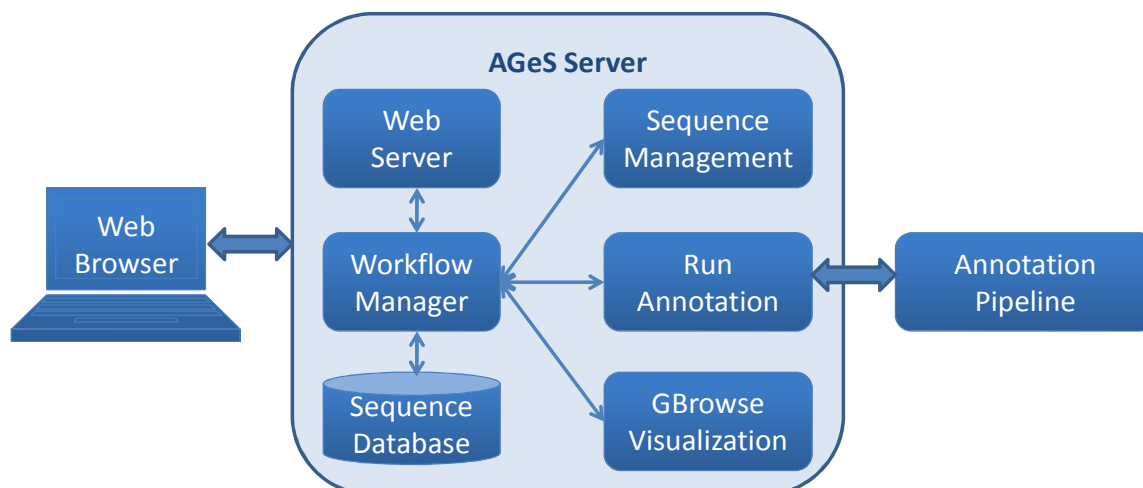 AGeS Server
Web
Server
Sequence
Management
Web
Browser
Workflow
Manager
Run
Annotation
Annotation
Pipeline
Sequence
Database
GBrowse
Visualization